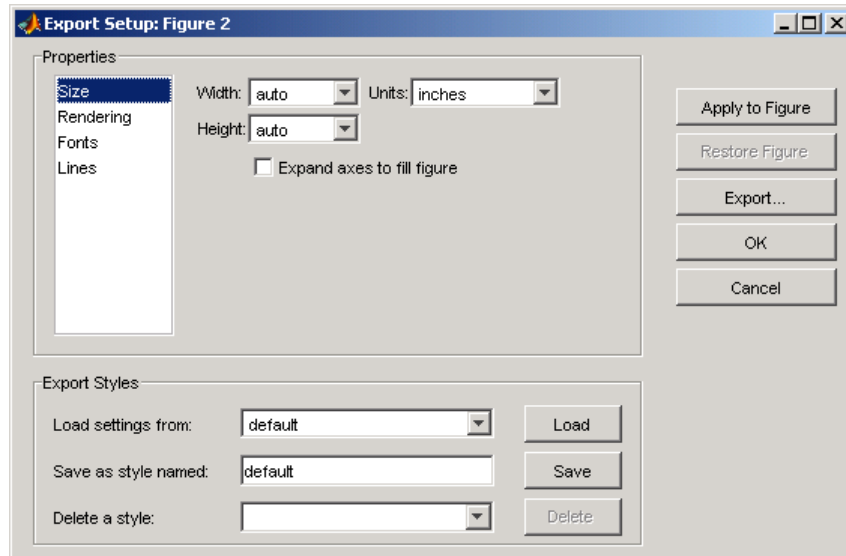 Export Setup: Figure 2
Properties
Size
Rendering
Fonts
Lines
Width: auto Units: inches
Height: auto
Expand axes to fill figure
Apply to Figure
Restore Figure
Export...
OK
Cancel
Export Styles
Load settings from: default Load
Save as style named: default Save
Delete a style: Delete